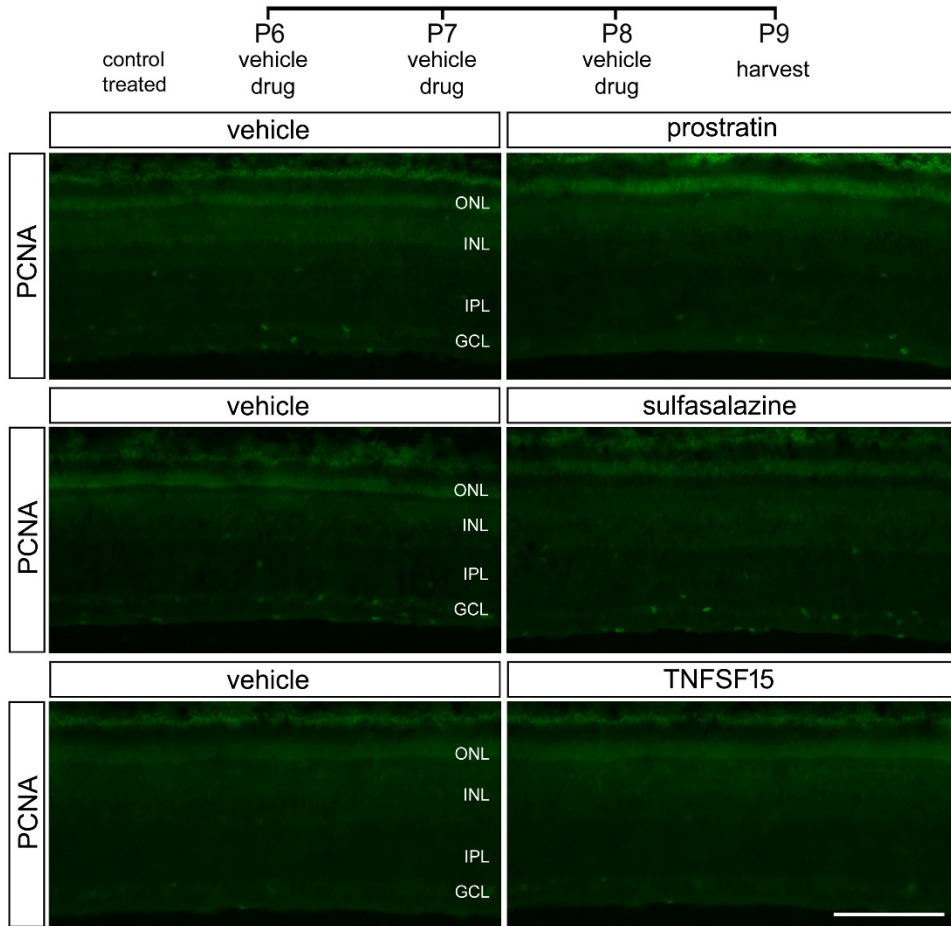 P6 P7 P8 P9
control vehicle vehicle vehicle harvest
treated drug drug drug
vehicle prostratin
PCNA
ONL
INL
IPL
GCL
vehicle sulfasalazine
PCNA
ONL
INL
IPL
GCL
vehicle TNFSF15
PCNA
ONL
INL
IPL
GCL